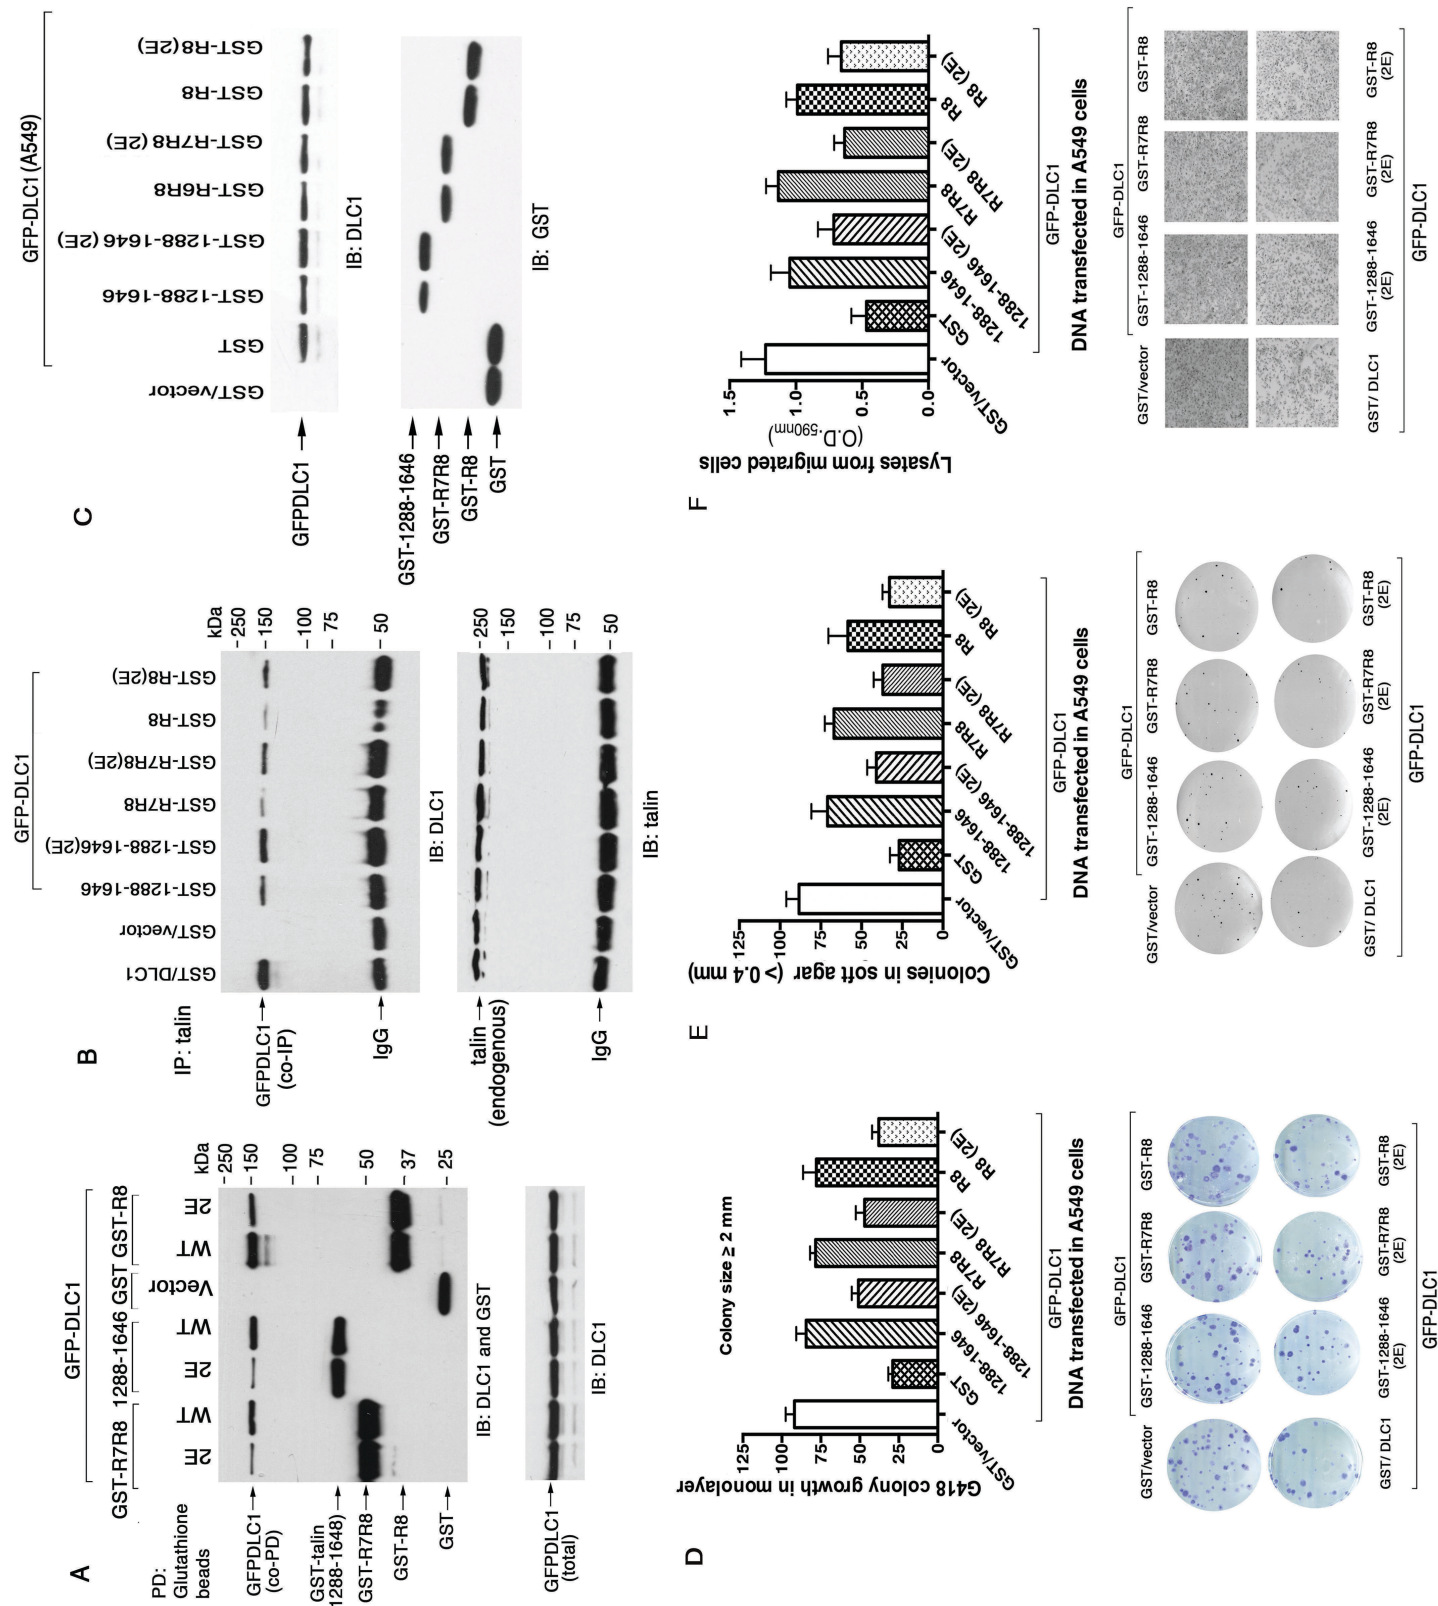 A
GFP-DLC1
GST-R7R8 1288-1646 GST GST-R8
2E WT 2E WT Vector WT 2E
PD:
Glutathione
beads
kDa
GFPDLC1
(co-PD)
GST-talin
1288-1648)
GST-R7R8
GST-R8
GST
250
150
100
75
50
37
25
IB: DLC1 and GST
GFPDLC1
(total)
IB: DLC1
B
GFP-DLC1
IP: talin
GST/DLC1
GST/vector
GST-1288-1646
GST-1288-1646(2E)
GST-R7R8
GST-R7R8(2E)
GST-R8
GST-R8(2E)
kDa
GFPDLC1
(co-IP)
IgG
250
150
100
75
50
IB: DLC1
talin
(endogenous)
IgG
250
150
100
75
50
IB: talin
C
GFP-DLC1 (A549)
GST/vector
GST
GST-1288-1646
GST-1288-1646 (2E)
GST-R6R8
GST-R7R8 (2E)
GST-R8
GST-R8(2E)
GFPDLC1
IB: DLC1
GST-1288-1646
GST-R7R8
GST-R8
GST
IB: GST
D
Colony size ≥ 2 mm
G418 colony growth in monolayer
125
100
75
50
25
0
GST/vector
GST
1288-1646
1288-1646 (2E)
R7R8
R7R8 (2E)
R8
R8 (2E)
GFP-DLC1
DNA transfected in A549 cells
GFP-DLC1
GST/vector GST-1288-1646 GST-R7R8 GST-R8
GST/ DLC1 GST-1288-1646 GST-R7R8 GST-R8
(2E) (2E) (2E)
GFP-DLC1
E
Colonies in soft agar (> 0.4 mm)
125
100
75
50
25
0
GST/vector
GST
1288-1646
1288-1646 (2E)
R7R8
R7R8 (2E)
R8
R8 (2E)
GFP-DLC1
DNA transfected in A549 cells
GFP-DLC1
GST/vector GST-1288-1646 GST-R7R8 GST-R8
GST/ DLC1 GST-1288-1646 GST-R7R8 GST-R8
(2E) (2E) (2E)
GFP-DLC1
F
Lysates from migrated cells
(O.D.590nm)
1.5
1.0
0.5
0.0
GST/vector
GST
1288-1646
1288-1646 (2E)
R7R8
R7R8 (2E)
R8
R8 (2E)
GFP-DLC1
DNA transfected in A549 cells
GFP-DLC1
GST/vector GST-1288-1646 GST-R7R8 GST-R8
GST/ DLC1 GST-1288-1646 GST-R7R8 GST-R8
(2E) (2E) (2E)
GFP-DLC1